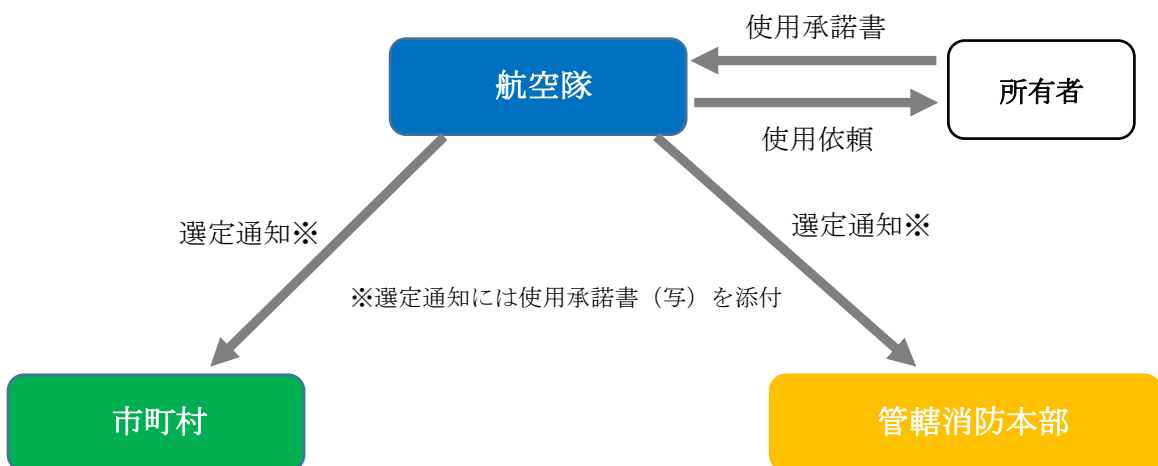 使用承諾書
航空隊
所有者
使用依頼
選定通知※
選定通知※
※選定通知には使用承諾書（写）を添付
市町村
管轄消防本部